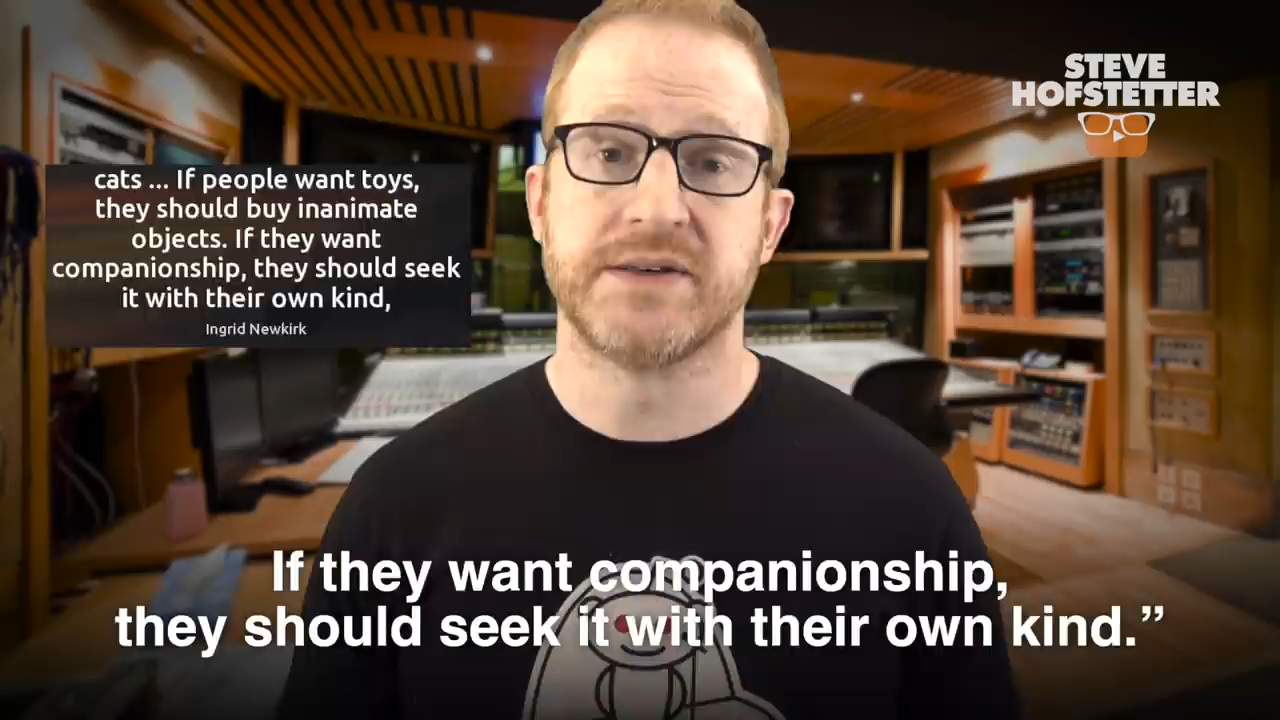 STEVE
HOFSTETTER
cats ... If people want toys,
they should buy inanimate
objects. If they want
companionship, they should seek
it with their own kind,
Ingrid Newkirk
If they want companionship,
they should seek it with their own kind.”